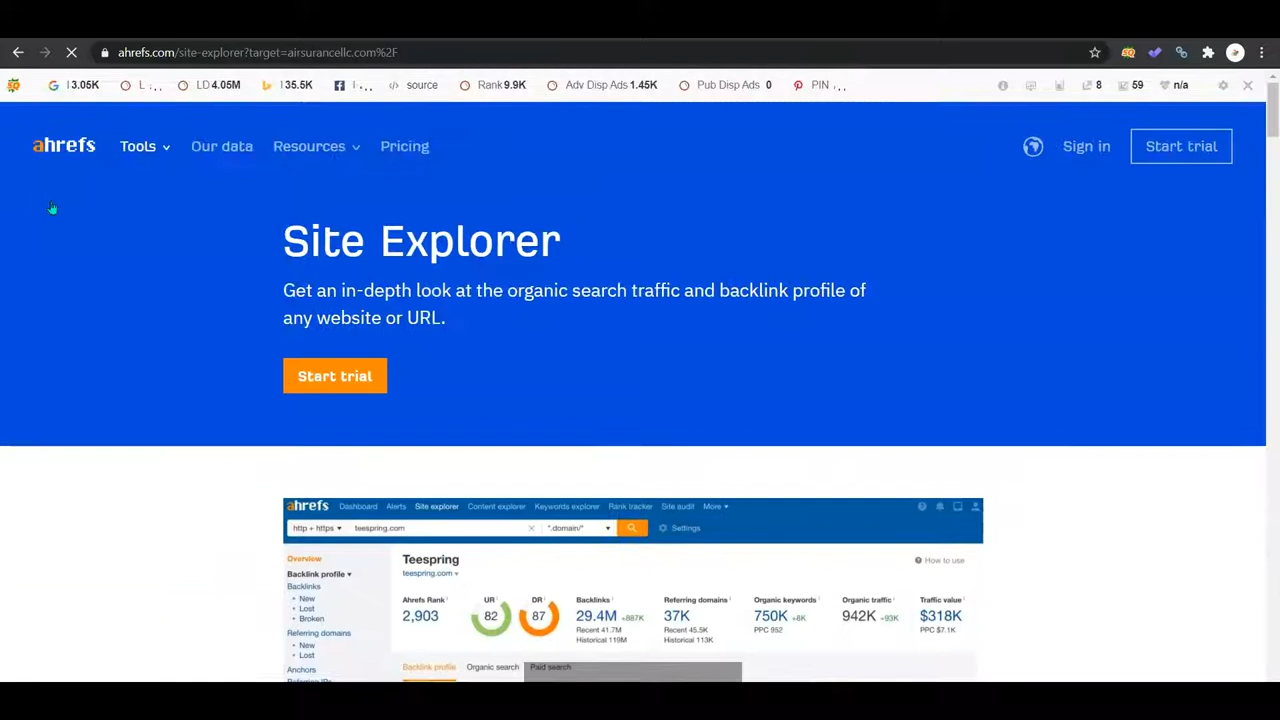 ahrefs.com/site-explorer?target=airsurancellc.com%2F
I 3.05K L ... LD 4.05M I 35.5K I ... source Rank 9.9K Adv Disp Ads 1.45K Pub Disp Ads 0 PIN ... 8 59 n/a
ahrefs Tools Our data Resources Pricing Sign in Start trial
Site Explorer
Get an in-depth look at the organic search traffic and backlink profile of
any website or URL.
Start trial
ahrefs Dashboard Alerts Site explorer Content explorer Keywords explorer Rank tracker Site audit More
http + https teespring.com *.domain/* Settings
Overview
Backlink profile
Backlinks
New
Lost
Broken
Referring domains
New
Lost
Anchors
Referring IPs
Teespring How to use
teespring.com
Ahrefs Rank UR DR Backlinks Referring domains Organic keywords Organic traffic Traffic value
2,903 82 87 29.4M +887K 37K 750K +8K 942K +93K $318K
Recent 41.7M Recent 45.5K PPC 952 PPC $7.1K
Historical 119M Historical 113K
Backlink profile Organic search Paid search